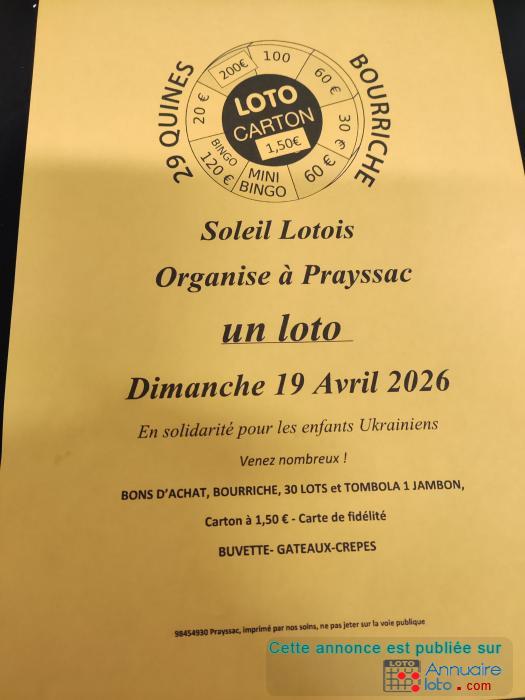 29 QUINES
BOURRICHE
200€
100
60 €
30 €
60 €
MINI
BINGO
BINGO
120 €
20 €
LOTO
CARTON
1,50€
Soleil Lotois
Organise à Prayssac
un loto
Dimanche 19 Avril 2026
En solidarité pour les enfants Ukrainiens
Venez nombreux !
BONS D'ACHAT, BOURRICHE, 30 LOTS et TOMBOLA 1 JAMBON,
Carton à 1,50 € - Carte de fidélité
BUVETTE- GATEAUX-CREPES
98454930 Prayssac, imprimé par nos soins, ne pas jeter sur la voie publique
Cette annonce est publiée sur
LOTO
Annuaire
loto.com